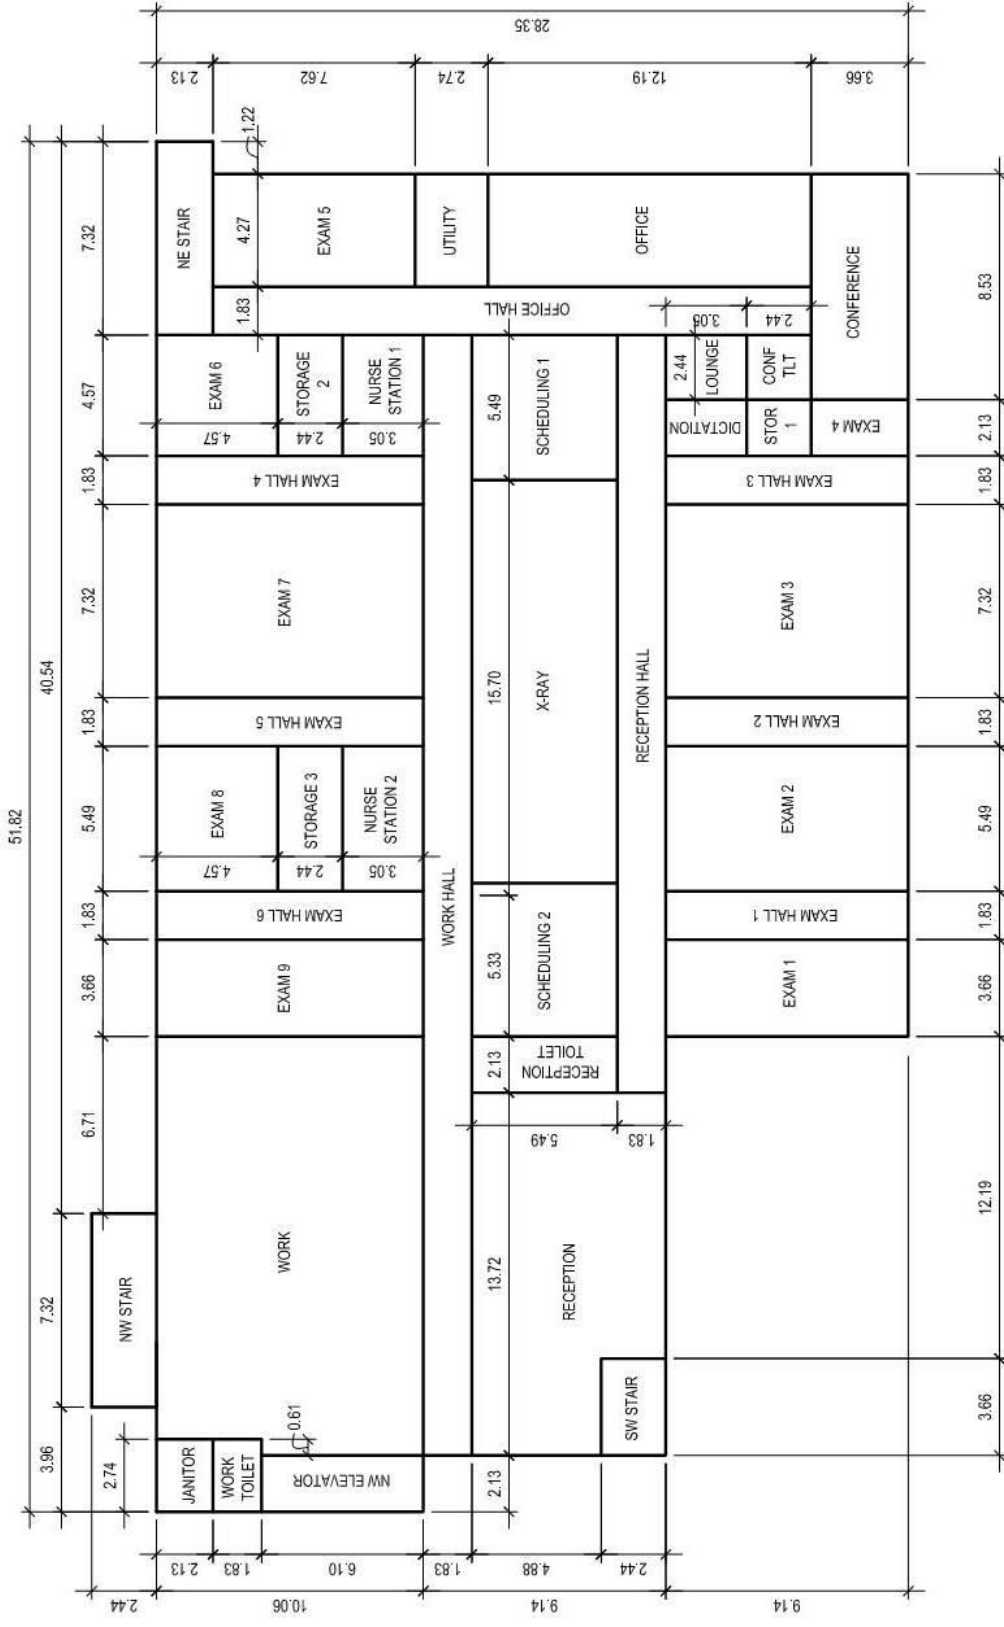 51.82
3.96
7.32
40.54
2.74
6.71
3.66
1.83
5.49
1.83
7.32
1.83
4.57
7.32
2.44
NW STAIR
10.06
9.14
9.14
2.13
1.83
6.10
1.83
4.88
2.44
JANITOR
WORK
TOILET
NW ELEVATOR
0.61
WORK
EXAM 9
EXAM HALL 6
EXAM 8
4.57
STORAGE 3
2.44
NURSE
STATION 2
3.05
EXAM HALL 5
EXAM 7
EXAM HALL 4
EXAM 6
4.57
STORAGE
2
2.44
NURSE
STATION 1
3.05
NE STAIR
1.83
4.27
1.22
EXAM 5
UTILITY
OFFICE
OFFICE HALL
2.13
7.62
2.74
12.19
3.66
28.35
WORK HALL
2.13
13.72
2.13
5.33
15.70
5.49
RECEPTION
5.49
1.83
RECEPTION
TOILET
SCHEDULING 2
X-RAY
SCHEDULING 1
SW STAIR
RECEPTION HALL
2.44
LOUNGE
3.05
DICTATION
STOR
1
CONF
TLT
2.44
EXAM 1
EXAM HALL 1
EXAM 2
EXAM HALL 2
EXAM 3
EXAM HALL 3
EXAM 4
CONFERENCE
3.66
12.19
3.66
1.83
5.49
1.83
7.32
1.83
2.13
8.53